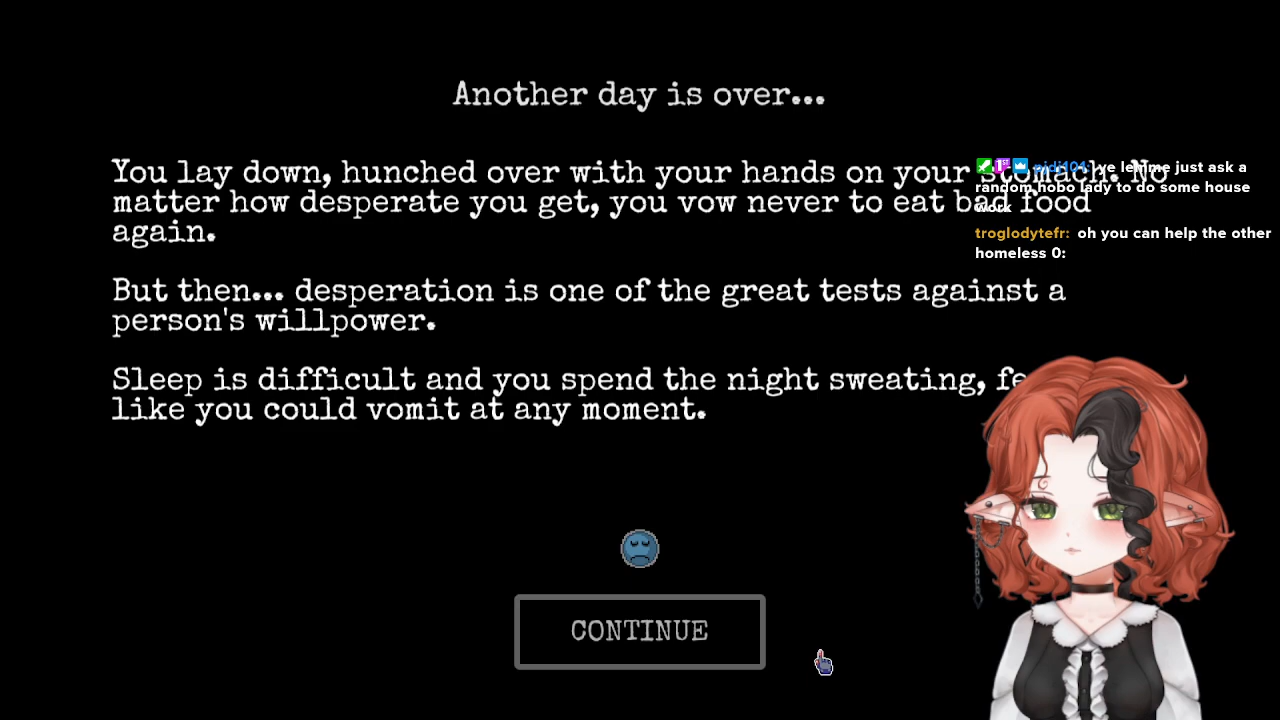 Another day is over...
You lay down, hunched over with your hands on your stomach. No
matter how desperate you get, you vow never to eat bad food
again.
But then... desperation is one of the great tests against a
person's willpower.
Sleep is difficult and you spend the night sweating, fe
like you could vomit at any moment.
CONTINUE
pjdj101: ye lemme just ask a
random hobo lady to do some house
work
troglodytefr: oh you can help the other
homeless 0: